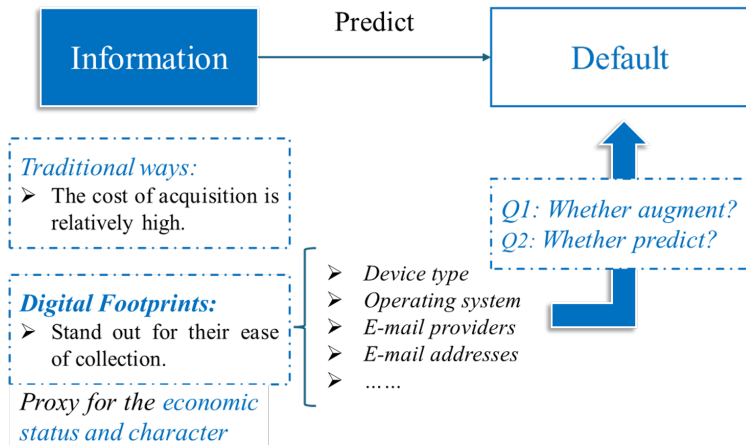 Predict
Information
Default
Traditional ways:
➢ The cost of acquisition is
relatively high.
Q1: Whether augment?
Q2: Whether predict?
Digital Footprints:
➢ Stand out for their ease
of collection.
➢ Device type
➢ Operating system
➢ E-mail providers
➢ E-mail addresses
➢ ……
Proxy for the economic
status and character